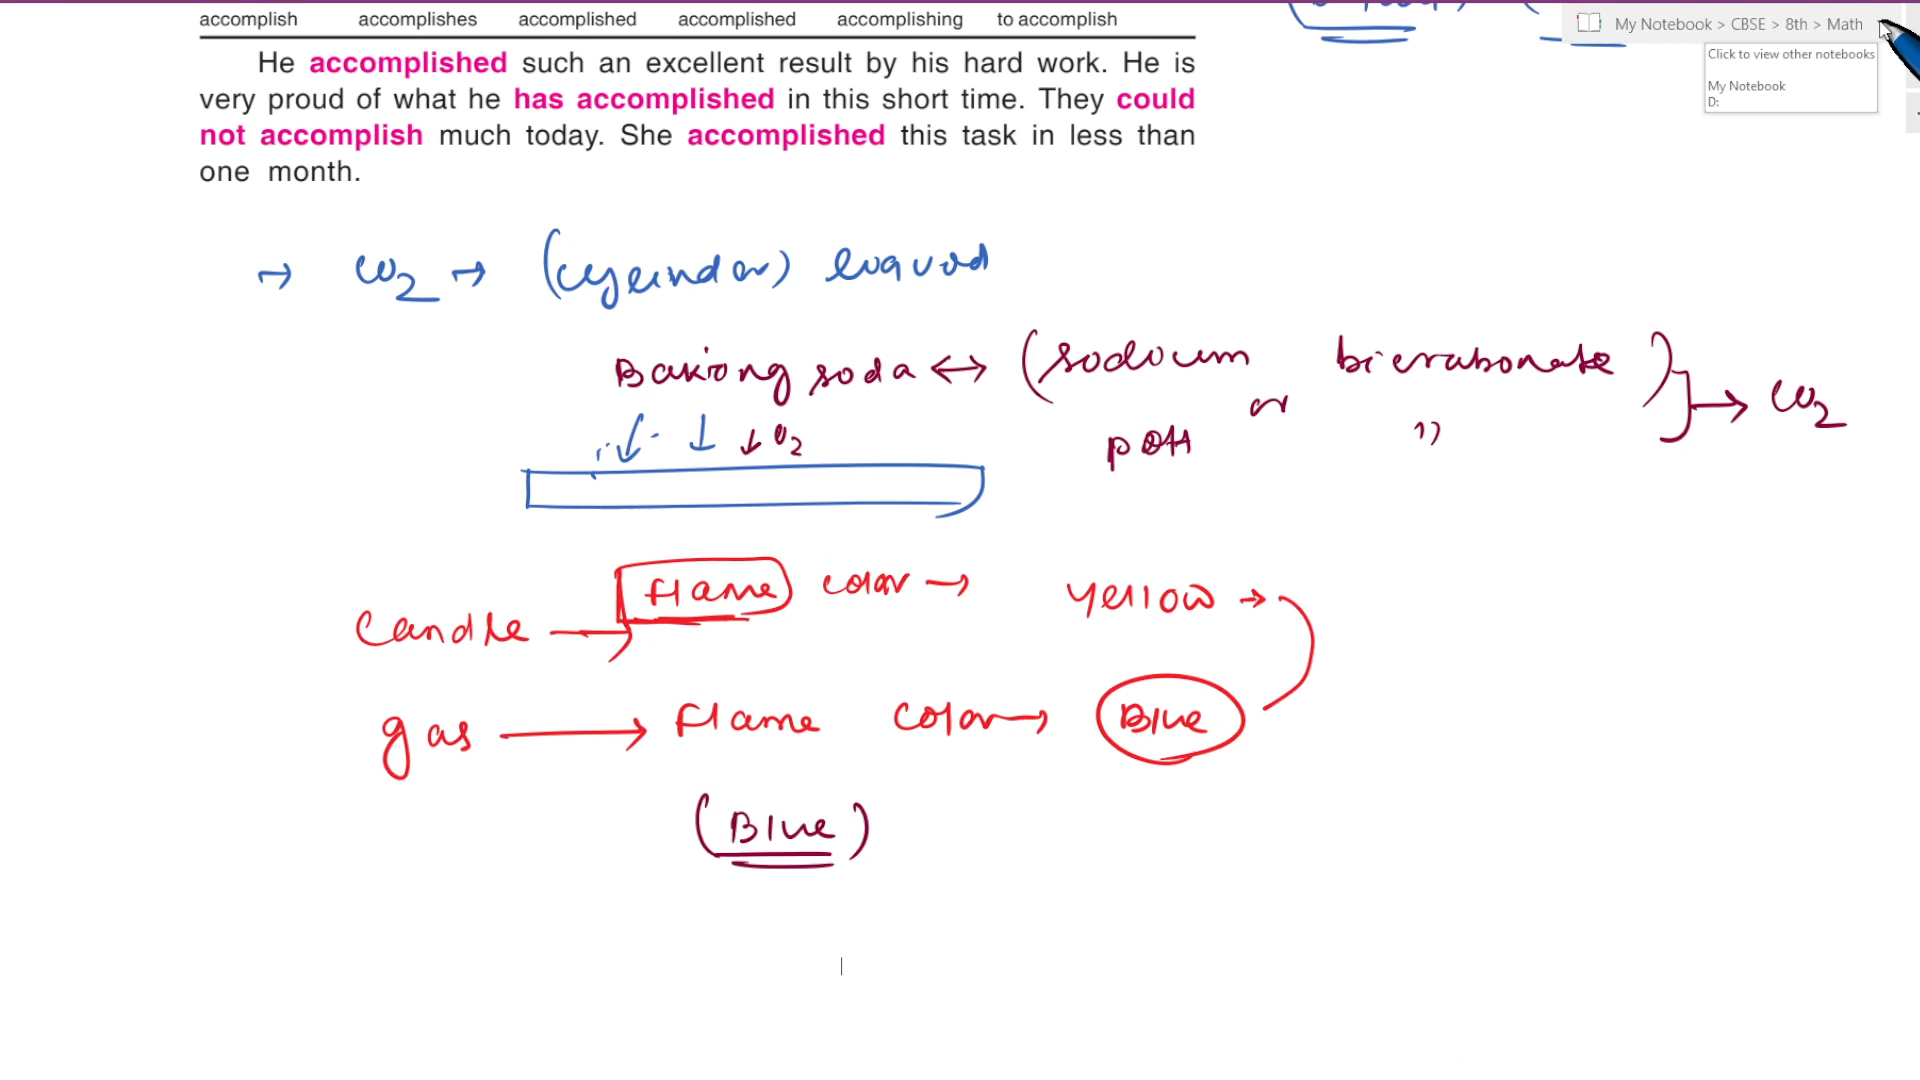 accomplish accomplishes accomplished accomplished accomplishing to accomplish
My Notebook > CBSE > 8th > Math
Click to view other notebooks
My Notebook
D:
He accomplished such an excellent result by his hard work. He is
very proud of what he has accomplished in this short time. They could
not accomplish much today. She accomplished this task in less than
one month.
→ CO2 → (cylinder)
Baking soda ↔ (sodium bicarbonate) → CO2
or
↓ O2
Candle → Flame color → Yellow →
gas → Flame color → Blue
(Blue)